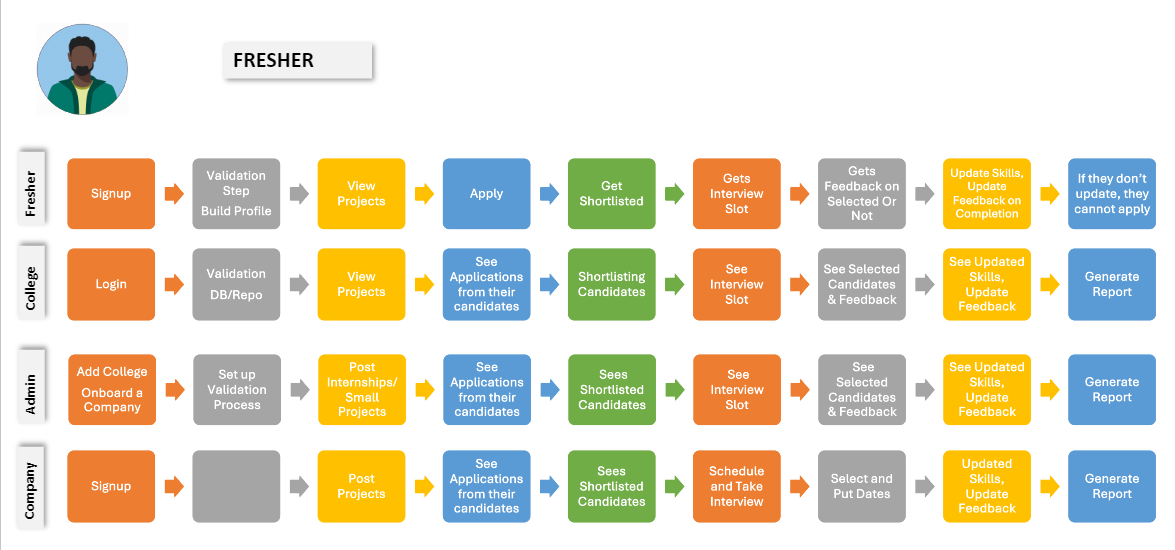 FRESHER
Fresher
Signup
Validation
Step
Build Profile
View
Projects
Apply
Get
Shortlisted
Gets
Interview
Slot
Gets
Feedback on
Selected Or
Not
Update Skills,
Update
Feedback on
Completion
If they don't
update, they
cannot apply
College
Login
Validation
DB/Repo
View
Projects
See
Applications
from their
candidates
Shortlisting
Candidates
See
Interview
Slot
See Selected
Candidates
& Feedback
See Updated
Skills,
Update
Feedback
Generate
Report
Admin
Add College
Onboard a
Company
Set up
Validation
Process
Post
Internships/
Small
Projects
See
Applications
from their
candidates
Sees
Shortlisted
Candidates
See
Interview
Slot
See
Selected
Candidates
& Feedback
See Updated
Skills,
Update
Feedback
Generate
Report
Company
Signup
Post
Projects
See
Applications
from their
candidates
Sees
Shortlisted
Candidates
Schedule
and Take
Interview
Select and
Put Dates
Updated
Skills,
Update
Feedback
Generate
Report